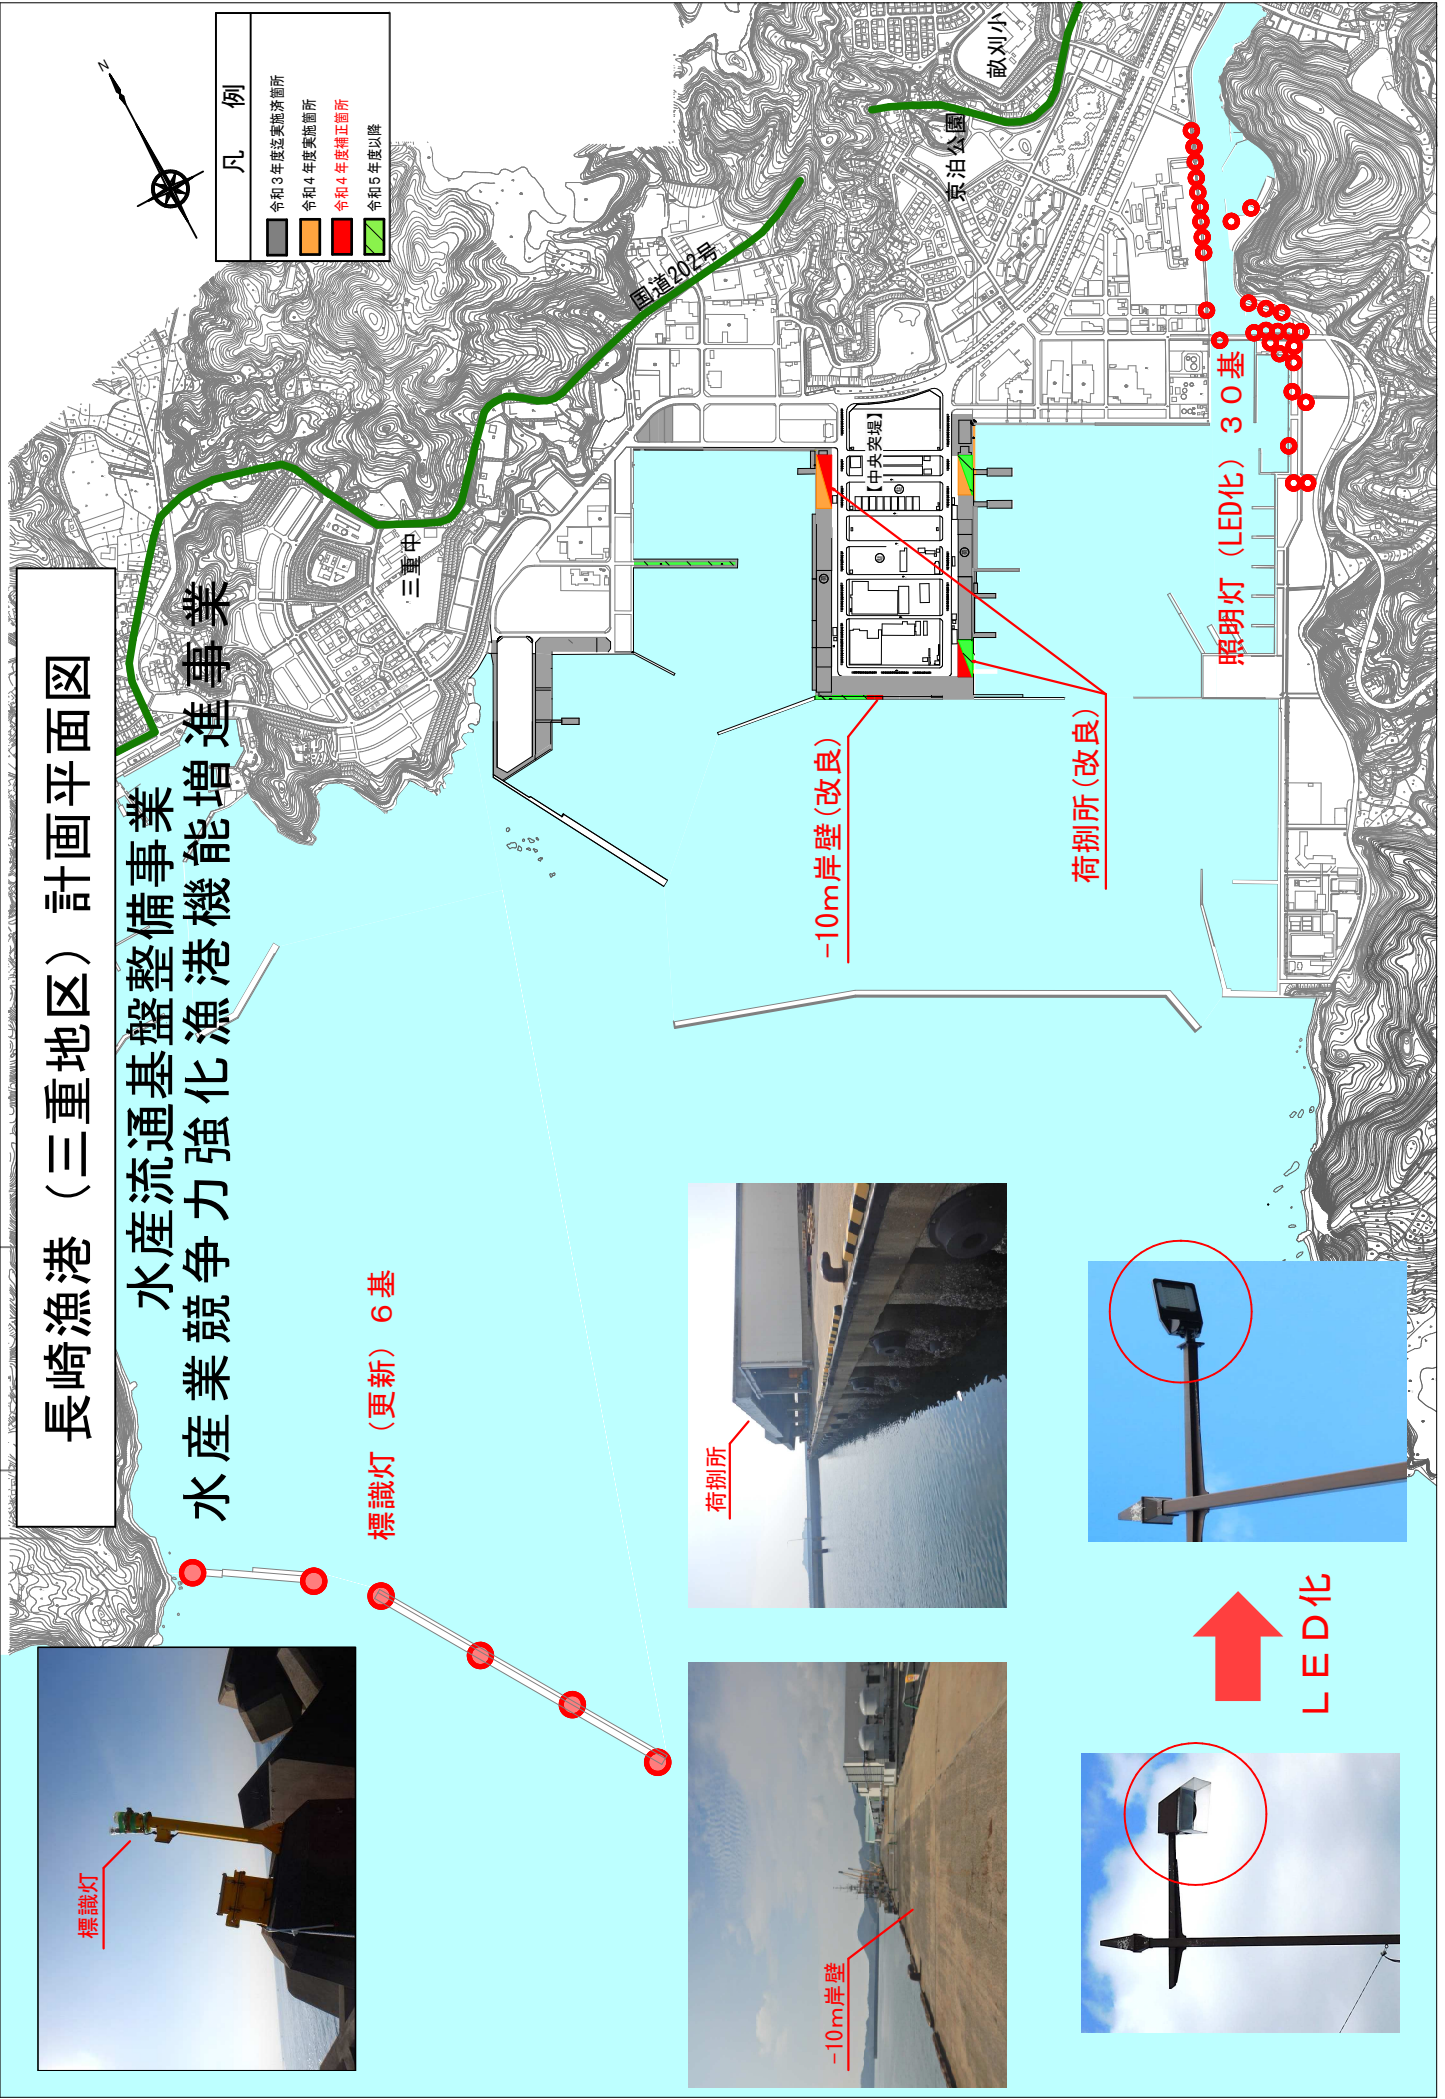 長崎漁港（三重地区）計画平面図
水産流通基盤整備事業
水産業競争力強化漁港機能増進事業
N
凡 例
令和３年度迄実施済箇所
令和４年度実施箇所
令和４年度補正箇所
令和５年度以降
国道202号
京泊公園
畝刈小
三重中
【中央突堤】
標識灯（更新）６基
-10m岸壁（改良）
荷捌所（改良）
照明灯（LED化）３０基
標識灯
荷捌所
-10m岸壁
ＬＥＤ化